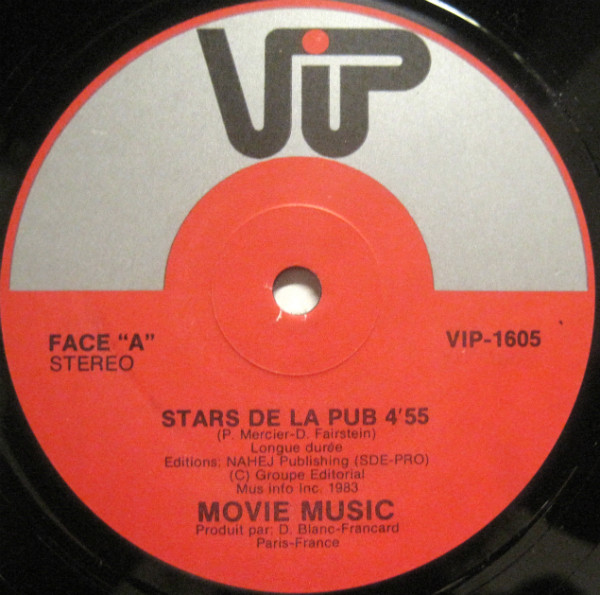 ViP
FACE "A"
STEREO
VIP-1605
STARS DE LA PUB 4'55
(P. Mercier-D. Fairstein)
Longue durée
Editions: NAHEJ Publishing (SDE-PRO)
(C) Groupe Editorial
Mus info inc. 1983
MOVIE MUSIC
Produit par: D. Blanc-Francard
Paris-France